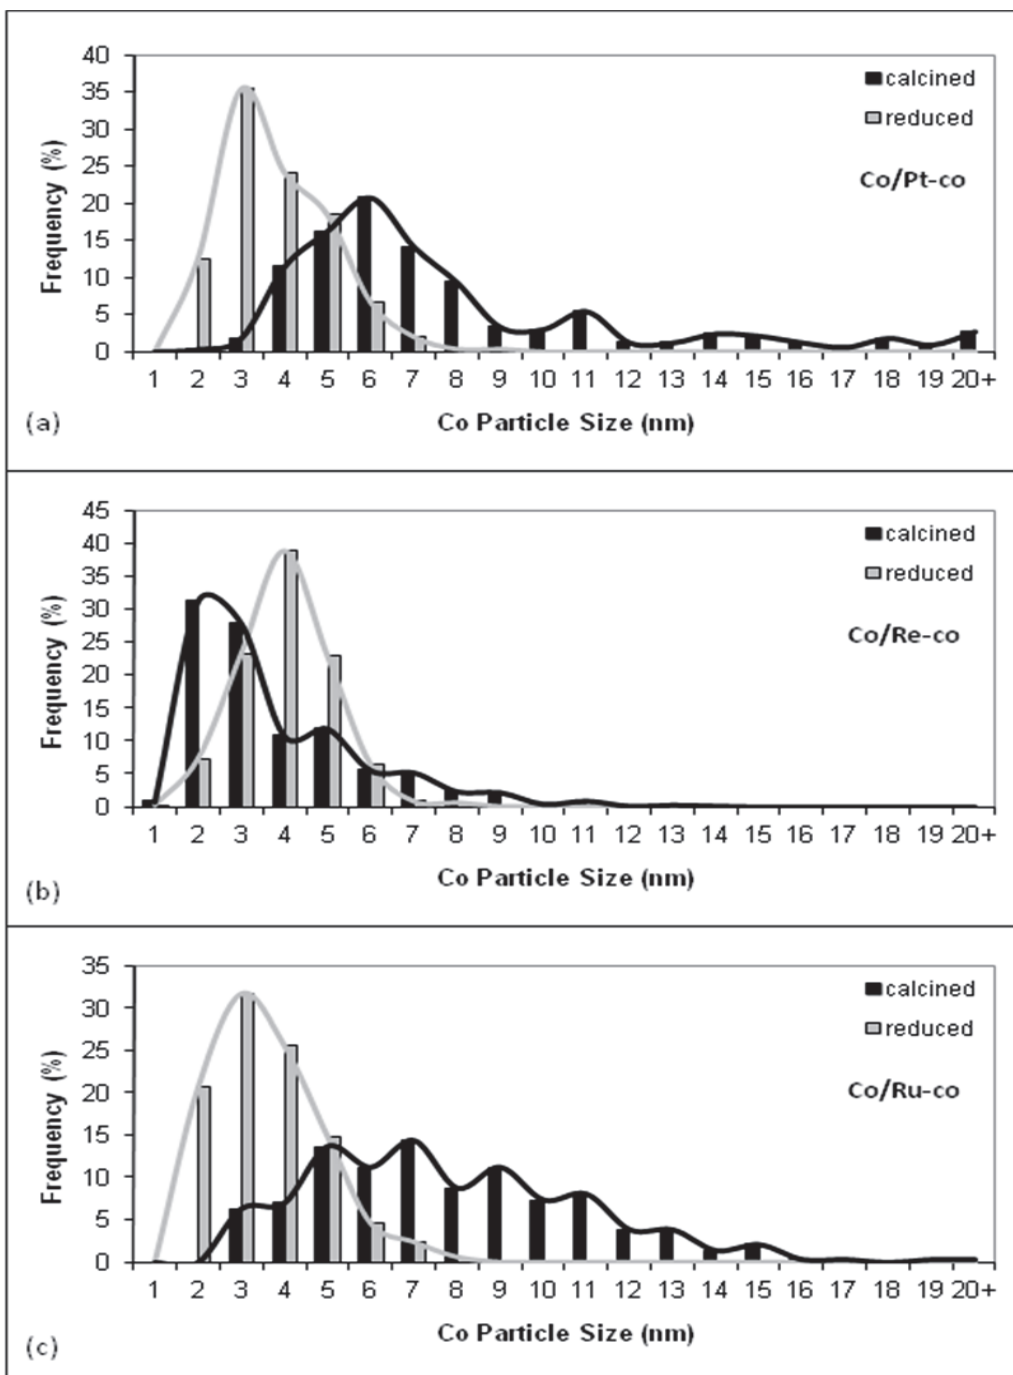 40
35
30
25
20
15
10
5
0
Frequency (%)
calcined
reduced
Co/Pt-co
1 2 3 4 5 6 7 8 9 10 11 12 13 14 15 16 17 18 19 20+
Co Particle Size (nm)
(a)
45
40
35
30
25
20
15
10
5
0
Frequency (%)
calcined
reduced
Co/Re-co
1 2 3 4 5 6 7 8 9 10 11 12 13 14 15 16 17 18 19 20+
Co Particle Size (nm)
(b)
35
30
25
20
15
10
5
0
Frequency (%)
calcined
reduced
Co/Ru-co
1 2 3 4 5 6 7 8 9 10 11 12 13 14 15 16 17 18 19 20+
Co Particle Size (nm)
(c)